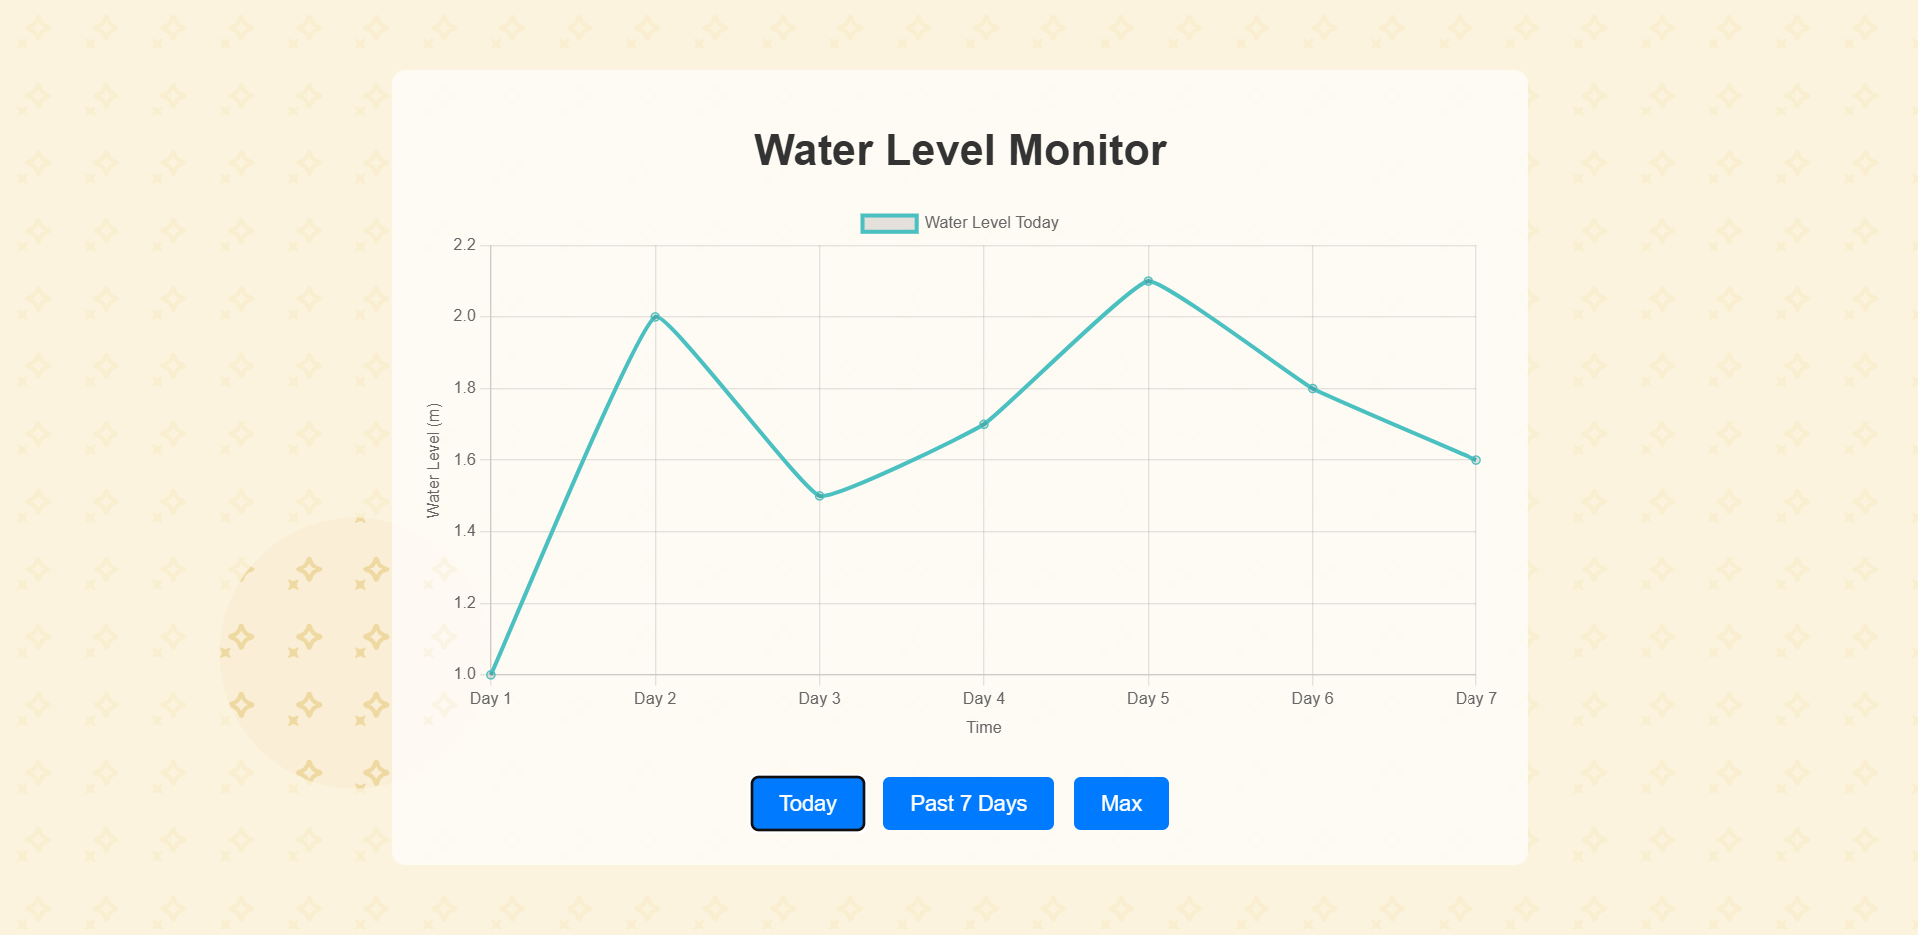 Water Level Monitor
Water Level Today
2.2
2.0
1.8
1.6
1.4
1.2
1.0
Water Level (m)
Day 1 Day 2 Day 3 Day 4 Day 5 Day 6 Day 7
Time
Today Past 7 Days Max